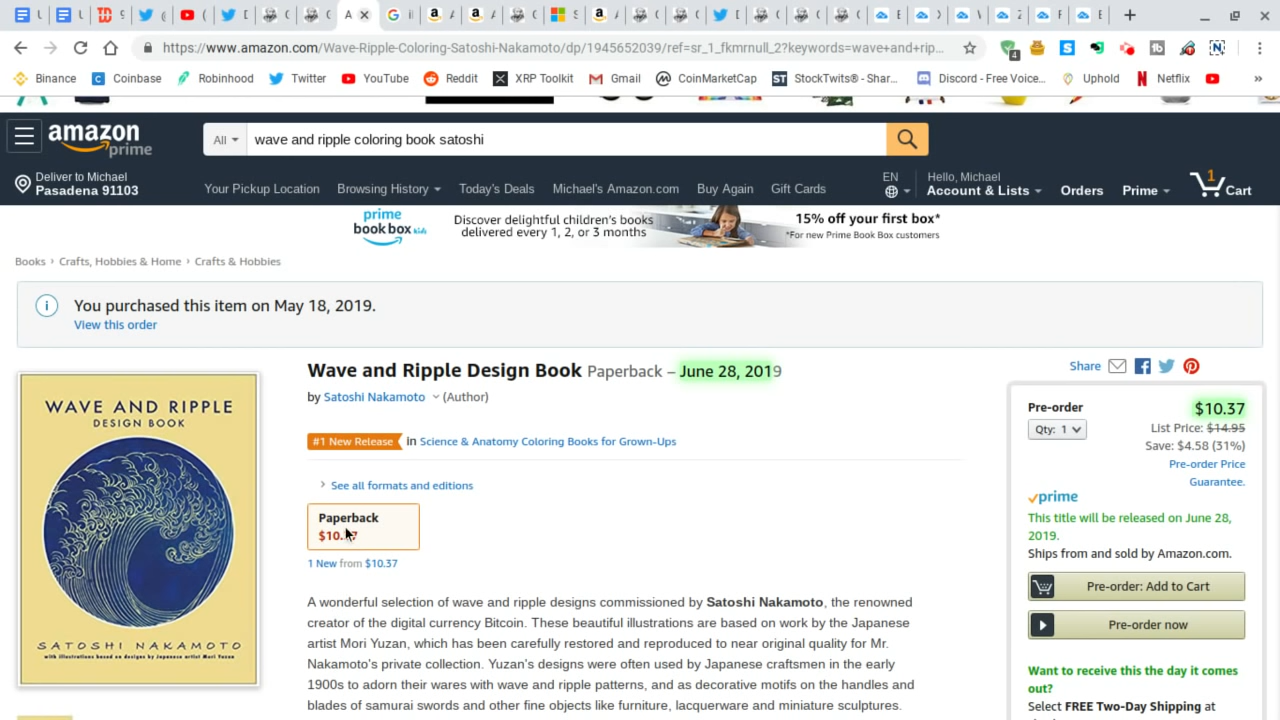 https://www.amazon.com/Wave-Ripple-Coloring-Satoshi-Nakamoto/dp/1945652039/ref=sr_1_fkmrnull_2?keywords=wave+and+rip...
Binance Coinbase Robinhood Twitter YouTube Reddit XRP Toolkit Gmail CoinMarketCap StockTwits® - Shar... Discord - Free Voice... Uphold Netflix »
amazon prime
All
wave and ripple coloring book satoshi
Deliver to Michael
Pasadena 91103
Your Pickup Location Browsing History Today's Deals Michael's Amazon.com Buy Again Gift Cards
EN
Hello, Michael
Account & Lists Orders Prime 1 Cart
prime
book box kids
Discover delightful children's books
delivered every 1, 2, or 3 months
15% off your first box*
*For new Prime Book Box customers
Books › Crafts, Hobbies & Home › Crafts & Hobbies
You purchased this item on May 18, 2019.
View this order
WAVE AND RIPPLE
DESIGN BOOK
SATOSHI NAKAMOTO
with illustrations based on designs by Japanese artist Mori Yuzan
Wave and Ripple Design Book Paperback – June 28, 2019
by Satoshi Nakamoto (Author)
#1 New Release in Science & Anatomy Coloring Books for Grown-Ups
See all formats and editions
Paperback
1 New from $10.37
A wonderful selection of wave and ripple designs commissioned by Satoshi Nakamoto, the renowned
creator of the digital currency Bitcoin. These beautiful illustrations are based on work by the Japanese
artist Mori Yuzan, which has been carefully restored and reproduced to near original quality for Mr.
Nakamoto's private collection. Yuzan's designs were often used by Japanese craftsmen in the early
1900s to adorn their wares with wave and ripple patterns, and as decorative motifs on the handles and
blades of samurai swords and other fine objects like furniture, lacquerware and miniature sculptures.
Share
Pre-order $10.37
Qty: 1
List Price: $14.95
Save: $4.58 (31%)
Pre-order Price
Guarantee.
prime
This title will be released on June 28,
2019.
Ships from and sold by Amazon.com.
Pre-order: Add to Cart
Pre-order now
Want to receive this the day it comes
out?
Select FREE Two-Day Shipping at